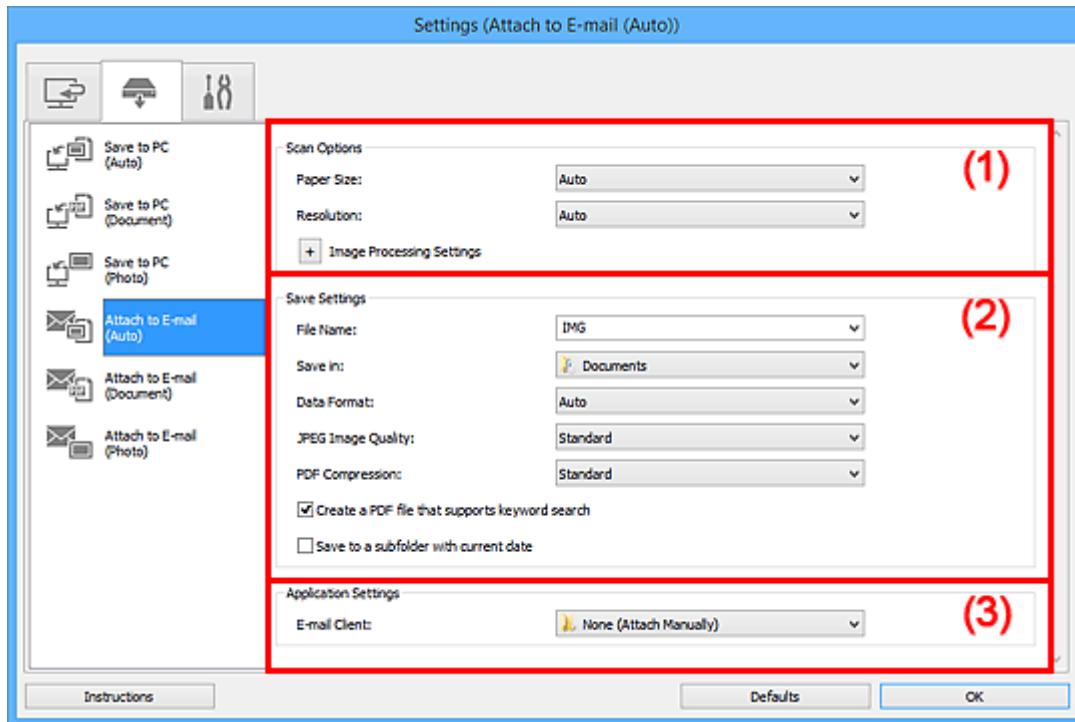 Settings (Attach to E-mail (Auto))
Save to PC
(Auto)
Save to PC
(Document)
Save to PC
(Photo)
Attach to E-mail
(Auto)
Attach to E-mail
(Document)
Attach to E-mail
(Photo)
Scan Options
(1)
Paper Size: Auto
Resolution: Auto
+ Image Processing Settings
Save Settings
(2)
File Name: IMG
Save in: Documents
Data Format: Auto
JPEG Image Quality: Standard
PDF Compression: Standard
Create a PDF file that supports keyword search
Save to a subfolder with current date
Application Settings
(3)
E-mail Client: None (Attach Manually)
Instructions Defaults OK